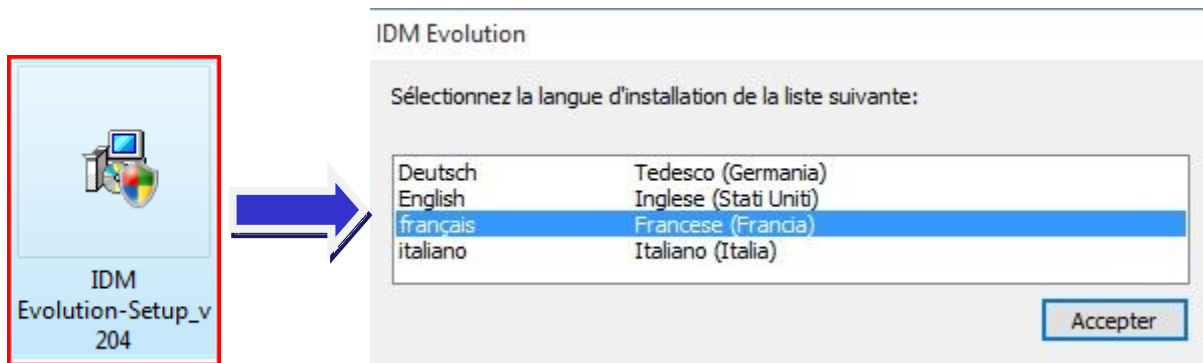 IDM
Evolution-Setup_v
204
IDM Evolution
Sélectionnez la langue d'installation de la liste suivante:
Deutsch Tedesco (Germania)
English Inglese (Stati Uniti)
français Francese (Francia)
italiano Italiano (Italia)
Accepter